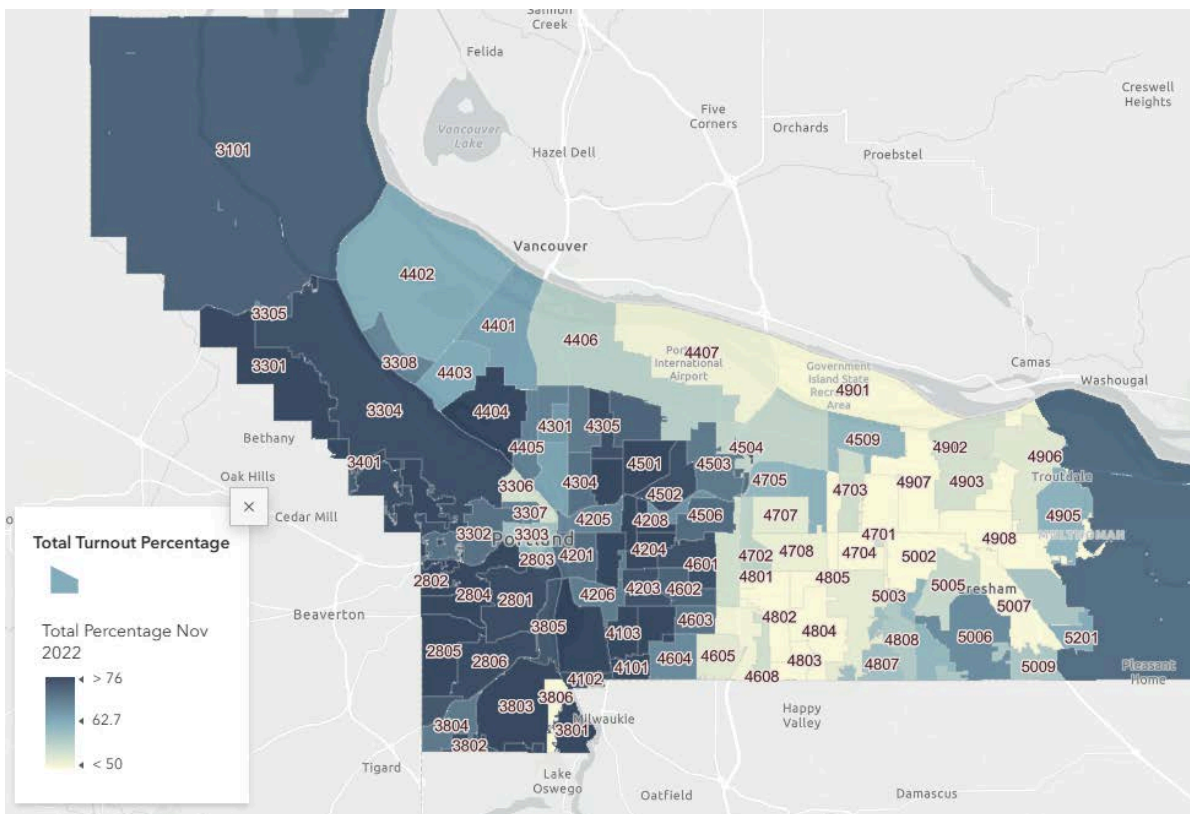 Salmon
Creek
Felida
Creswell
Heights
Five
Corners
Orchards
Vancouver
Lake
Hazel Dell
Proebstel
3101
Vancouver
4402
3305
4401
4406
4407
Portland
International
Airport
Government
Island State
Recreation
Area
4901
Camas
Washougal
3301
3308
4403
3304
4404
4301
4305
4405
4504
4509
4902
4906
Bethany
3401
Oak Hills
4501
4503
3306
4304
4502
4705
4703
4907
4903
Troutdale
Cedar Mill
3307
4205
4208
4506
4707
4905
3302
3303
Portland
2803
4201
4204
4601
4702
4708
4701
4704
4908
MULTNOMAH
5002
2802
2804
2801
4206
4203
4602
4801
4805
5003
5005
Gresham
5007
Beaverton
3805
4103
4603
4802
4804
4808
5006
5201
2805
2806
4101
4604
4605
4803
4807
5009
Pleasant
Home
4102
4608
3803
3806
Milwaukie
3801
Happy
Valley
3804
3802
Tigard
Lake
Oswego
Oatfield
Damascus
×
Total Turnout Percentage
Total Percentage Nov
2022
> 76
62.7
< 50